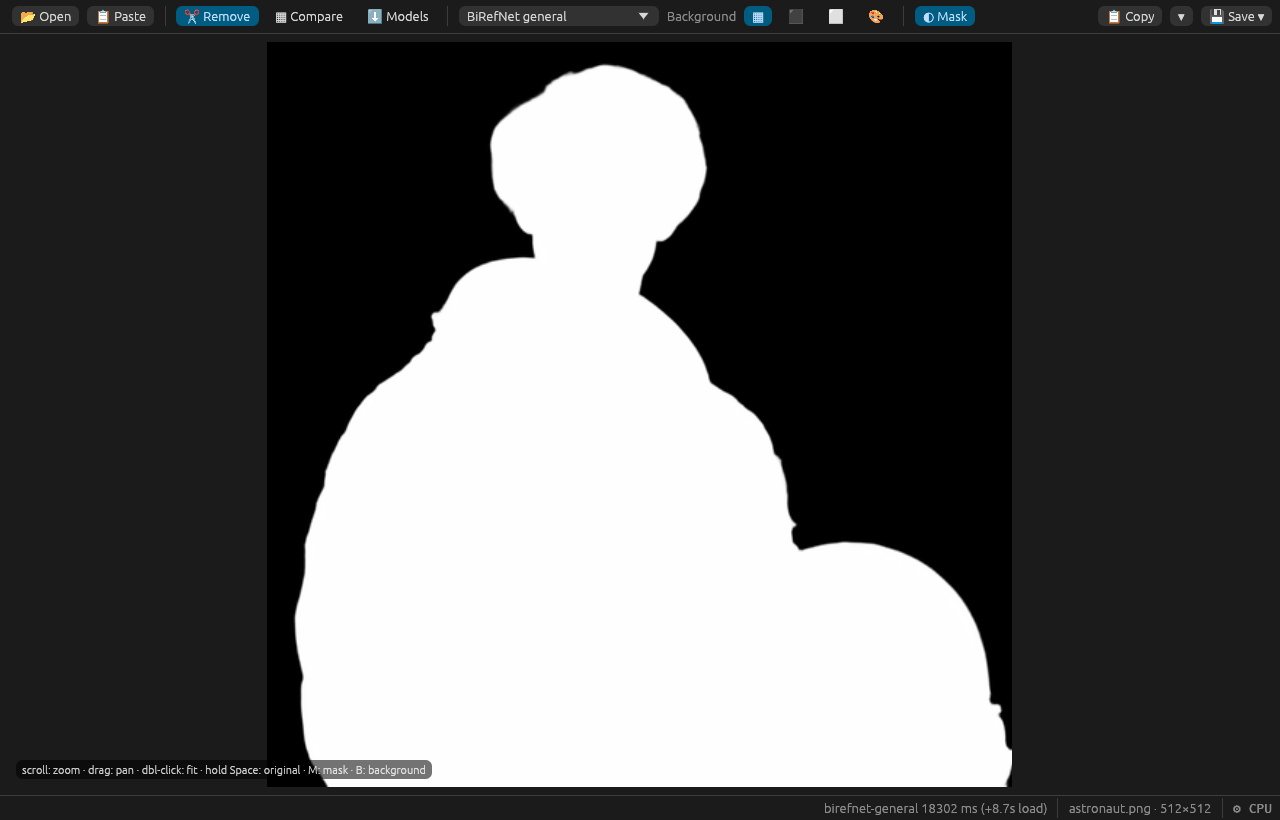 Open Paste Remove Compare Models BiRefNet general Background Mask Copy Save
scroll: zoom · drag: pan · dbl-click: fit · hold Space: original · M: mask · B: background
birefnet-general 18302 ms (+8.7s load) astronaut.png · 512×512 CPU